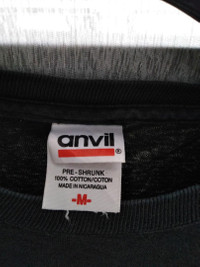 anvil®
PRE-SHRUNK
100% COTTON/COTON
MADE IN NICARAGUA
-M-